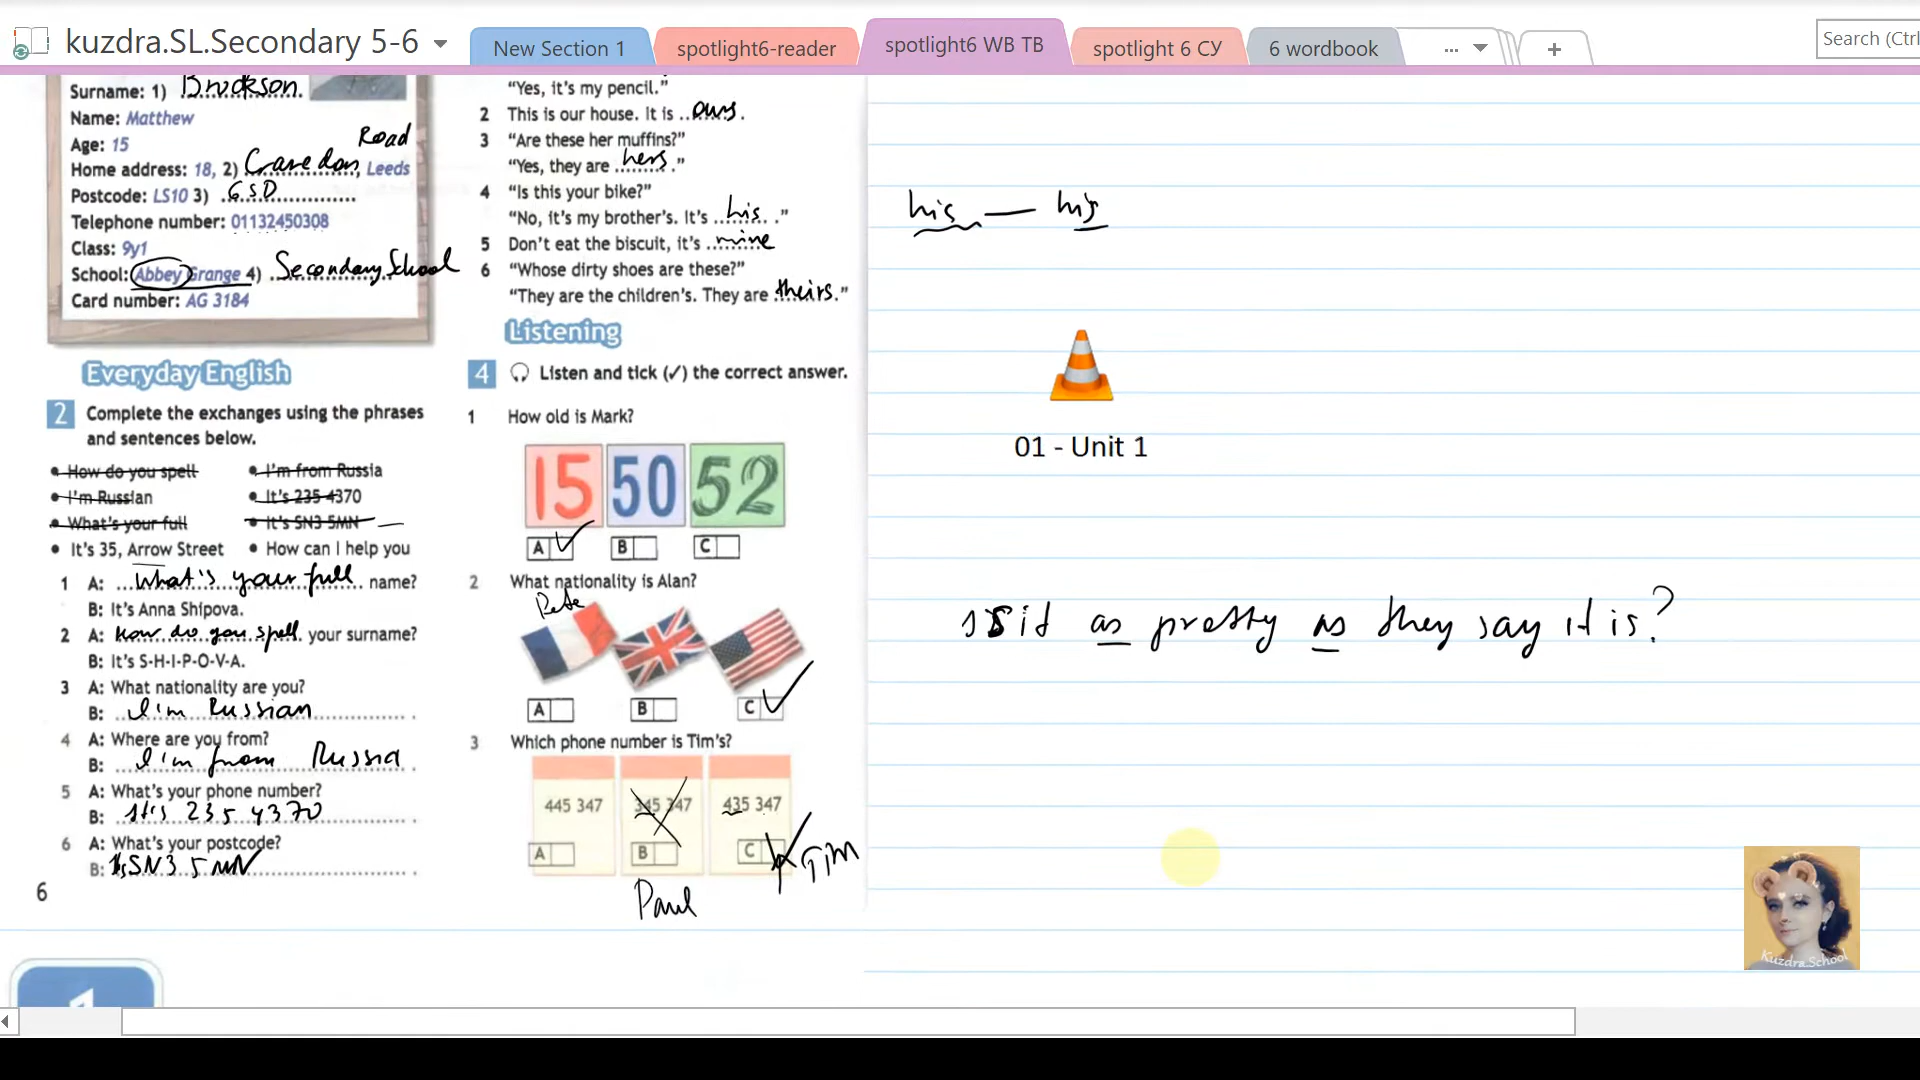 kuzdra.SL.Secondary 5-6
New Section 1
spotlight6-reader
spotlight6 WB TB
spotlight 6 СУ
6 wordbook
...
+
Search (Ctrl
Surname: 1) Brockson.
Name: Matthew
Age: 15
Road
Home address: 18, 2) Crare don, Leeds
Postcode: LS10 3) GSD
Telephone number: 01132450308
Class: 9y1
School: Abbey Grange 4) Secondary School
Card number: AG 3184
Everyday English
2 Complete the exchanges using the phrases
and sentences below.
• How do you spell • I'm from Russia
• I'm Russian • It's 235 4370
• What's your full • It's SN3 5MN
• It's 35, Arrow Street • How can I help you
1 A: What's your full name?
B: It's Anna Shipova.
2 A: How do you spell your surname?
B: It's S-H-I-P-O-V-A.
3 A: What nationality are you?
B: I'm Russian
4 A: Where are you from?
B: I'm from Russia
5 A: What's your phone number?
B: It's 235 4370
6 A: What's your postcode?
B: It's SN3 5MN
6
"Yes, it's my pencil."
2 This is our house. It is ours.
3 "Are these her muffins?"
"Yes, they are hers."
4 "Is this your bike?"
"No, it's my brother's. It's his."
5 Don't eat the biscuit, it's mine
6 "Whose dirty shoes are these?"
"They are the children's. They are theirs."
Listening
4 Listen and tick (✓) the correct answer.
1 How old is Mark?
15 50 52
A ✓ B C
2 What nationality is Alan?
Pete
A B C ✓
3 Which phone number is Tim's?
445 347 345 347 435 347
A B C
Tim
Paul
1
his — his
01 - Unit 1
Is it as pretty as they say it is?
Kuzdra.School